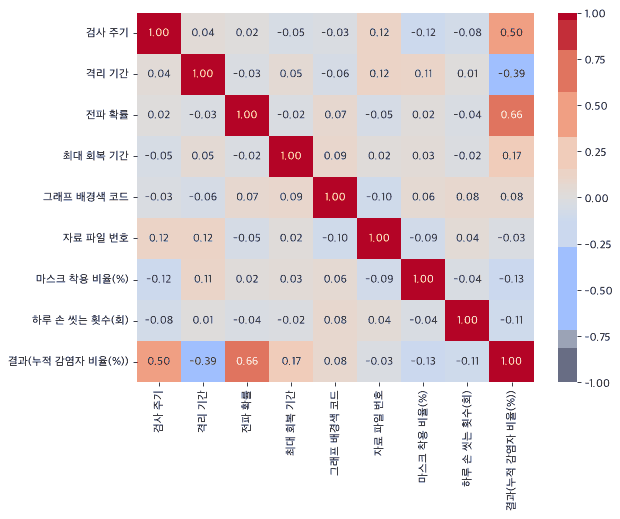 검사 주기 1.00 0.04 0.02 -0.05 -0.03 0.12 -0.12 -0.08 0.50
격리 기간 0.04 1.00 -0.03 0.05 -0.06 0.12 0.11 0.01 -0.39
전파 확률 0.02 -0.03 1.00 -0.02 0.07 -0.05 0.02 -0.04 0.66
최대 회복 기간 -0.05 0.05 -0.02 1.00 0.09 0.02 0.03 -0.02 0.17
그래프 배경색 코드 -0.03 -0.06 0.07 0.09 1.00 -0.10 0.06 0.08 0.08
자료 파일 번호 0.12 0.12 -0.05 0.02 -0.10 1.00 -0.09 0.04 -0.03
마스크 착용 비율(%) -0.12 0.11 0.02 0.03 0.06 -0.09 1.00 -0.04 -0.13
하루 손 씻는 횟수(회) -0.08 0.01 -0.04 -0.02 0.08 0.04 -0.04 1.00 -0.11
결과(누적 감염자 비율(%)) 0.50 -0.39 0.66 0.17 0.08 -0.03 -0.13 -0.11 1.00
검사 주기
격리 기간
전파 확률
최대 회복 기간
그래프 배경색 코드
자료 파일 번호
마스크 착용 비율(%)
하루 손 씻는 횟수(회)
결과(누적 감염자 비율(%))
1.00
0.75
0.50
0.25
0.00
-0.25
-0.50
-0.75
-1.00